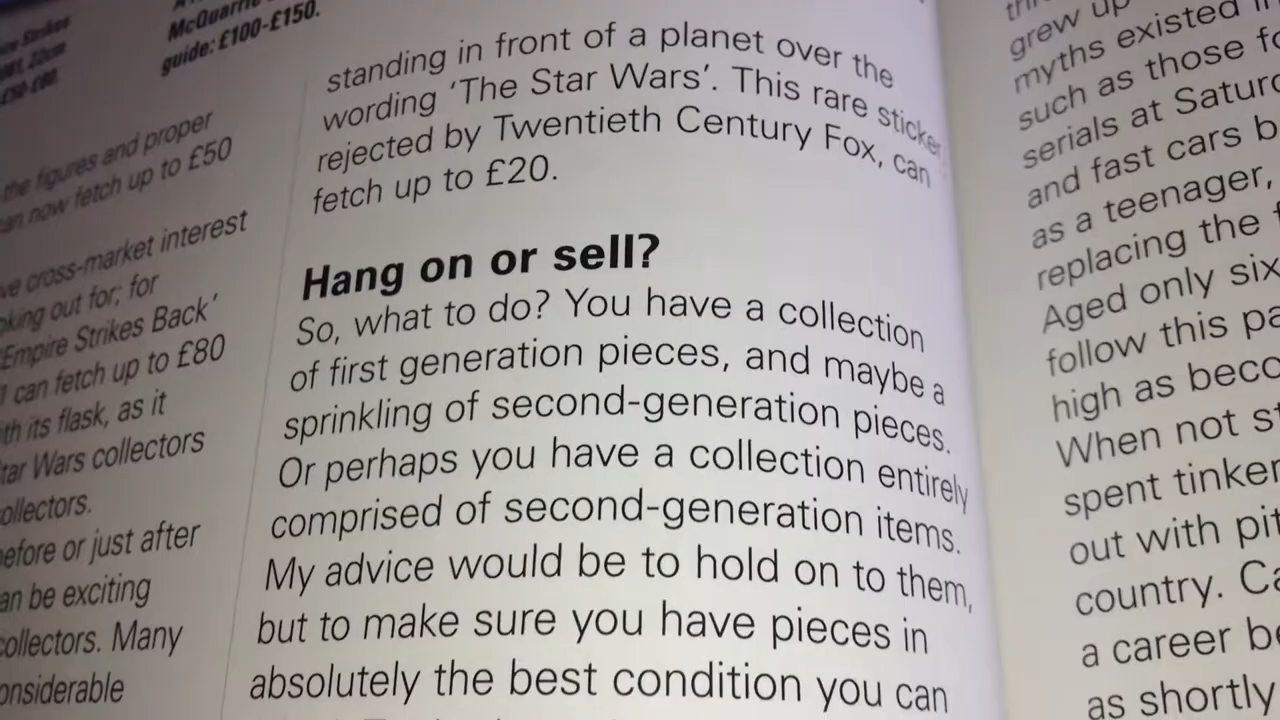 McQuarrie
guide: £100-£150.
the figures and proper
can now fetch up to £50
cross-market interest
out for; for
Empire Strikes Back'
can fetch up to £80
its flask, as it
Star Wars collectors
collectors.
before or just after
can be exciting
collectors. Many
considerable
standing in front of a planet over the
wording 'The Star Wars'. This rare sticker,
rejected by Twentieth Century Fox, can
fetch up to £20.
Hang on or sell?
So, what to do? You have a collection
of first generation pieces, and maybe a
sprinkling of second-generation pieces.
Or perhaps you have a collection entirely
comprised of second-generation items.
My advice would be to hold on to them,
but to make sure you have pieces in
absolutely the best condition you can
grew up
myths existed
such as those
serials at
and fast cars
as a teenager,
replacing the
Aged only six
follow this
high as
When not
spent
out with
country.
a career
as shortly